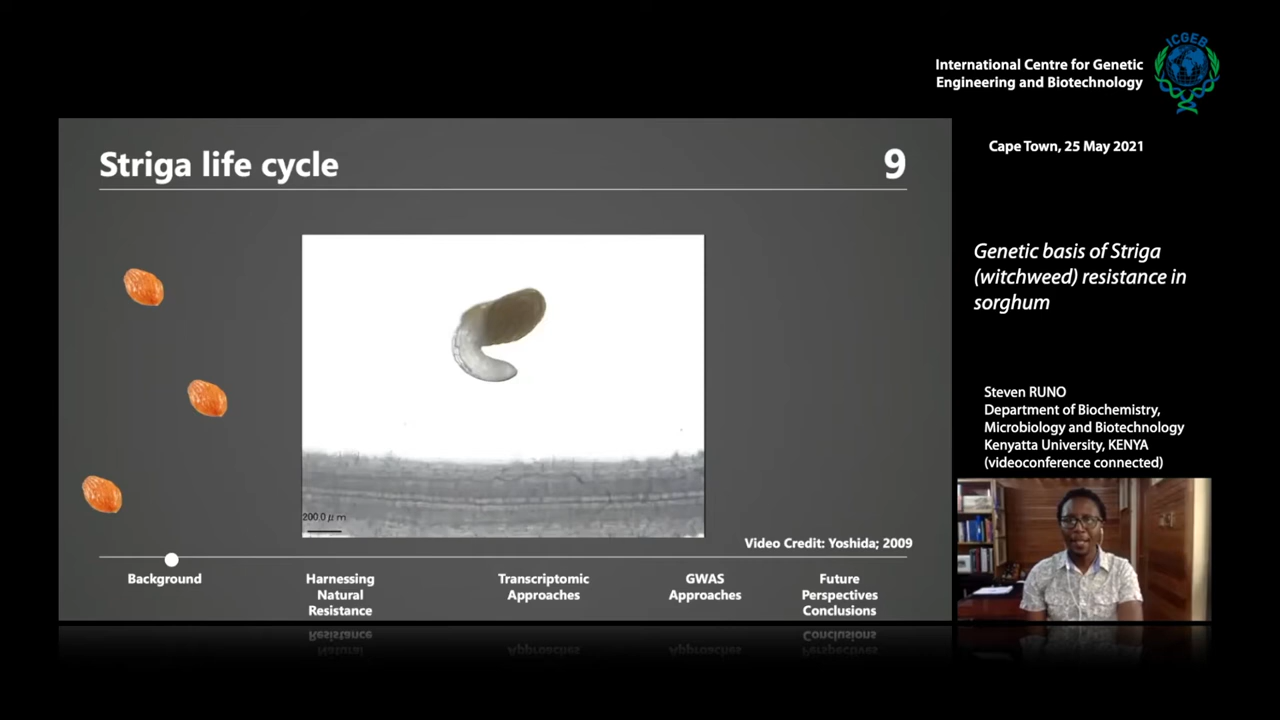 ICGEB
International Centre for Genetic
Engineering and Biotechnology
Cape Town, 25 May 2021
Striga life cycle
9
Genetic basis of Striga
(witchweed) resistance in
sorghum
Steven RUNO
Department of Biochemistry,
Microbiology and Biotechnology
Kenyatta University, KENYA
(videoconference connected)
200.0 μm
Video Credit: Yoshida; 2009
Background
Harnessing
Natural
Resistance
Transcriptomic
Approaches
GWAS
Approaches
Future
Perspectives
Conclusions